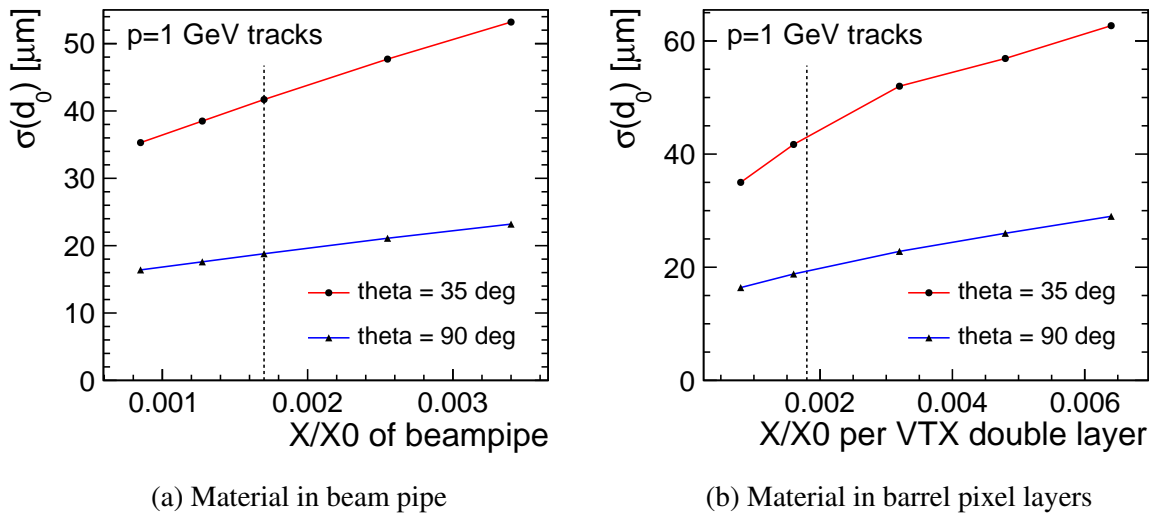 p=1 GeV tracks
σ(d0) [μm]
50
40
30
20
10
0
theta = 35 deg
theta = 90 deg
0.001
0.002
0.003
X/X0 of beampipe
(a) Material in beam pipe
p=1 GeV tracks
σ(d0) [μm]
60
40
20
0
theta = 35 deg
theta = 90 deg
0.002
0.004
0.006
X/X0 per VTX double layer
(b) Material in barrel pixel layers